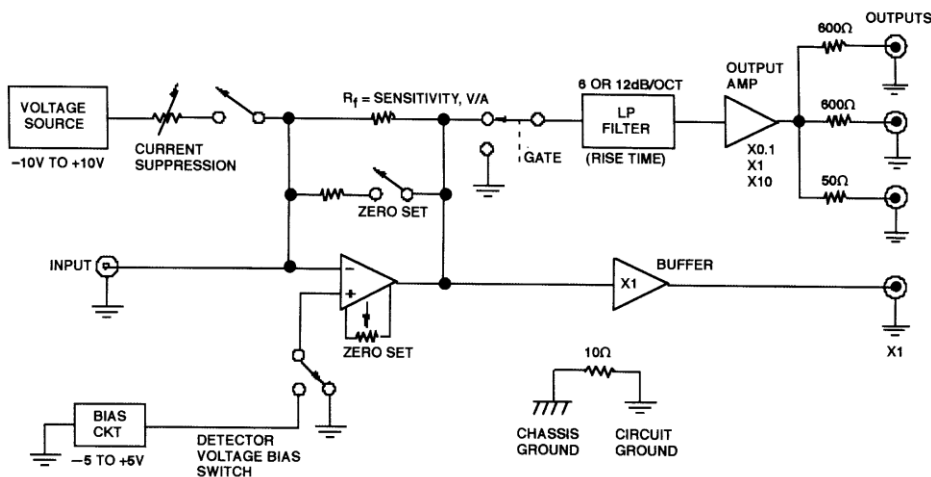 OUTPUTS
600Ω
OUTPUT
AMP
6 OR 12dB/OCT
Rf = SENSITIVITY, V/A
VOLTAGE
SOURCE
LP
FILTER
600Ω
−10V TO +10V
CURRENT
SUPPRESSION
GATE
(RISE TIME)
X0.1
X1
X10
50Ω
ZERO SET
INPUT
−
+
X1
BUFFER
ZERO SET
X1
10Ω
BIAS
CKT
−5 TO +5V
DETECTOR
VOLTAGE BIAS
SWITCH
CHASSIS
GROUND
CIRCUIT
GROUND